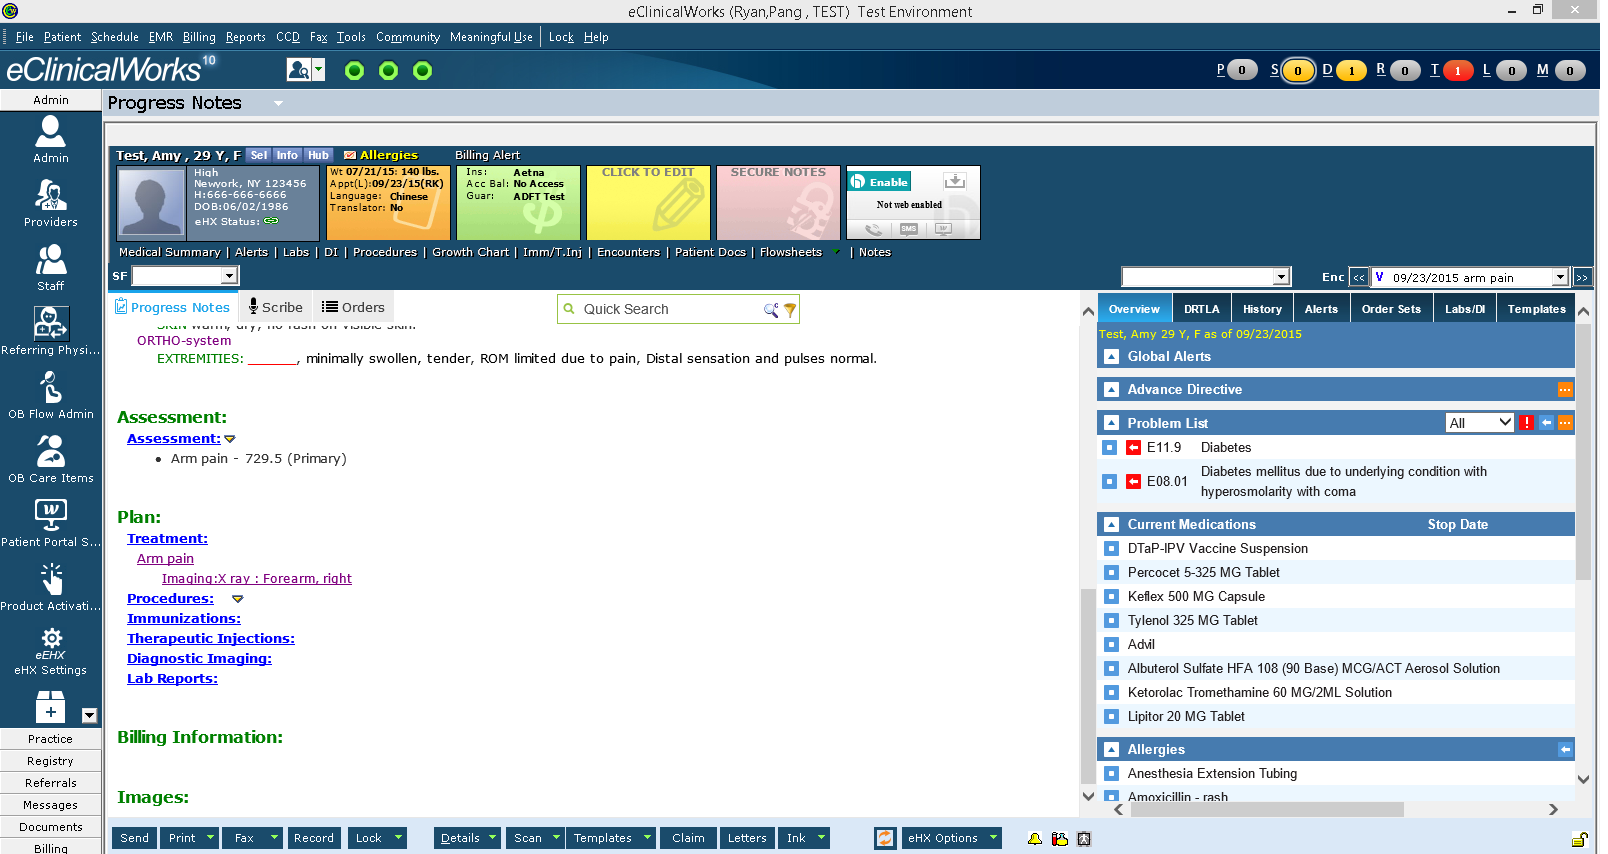 eClinicalWorks (Ryan,Pang , TEST) Test Environment
File Patient Schedule EMR Billing Reports CCD Fax Tools Community Meaningful Use Lock Help
eClinicalWorks 10
P 0 S 0 D 1 R 0 T 1 L 0 M 0
Admin
Progress Notes
Admin
Providers
Staff
Referring Physi...
OB Flow Admin
OB Care Items
Patient Portal S...
Product Activati...
eEHX
eHX Settings
Practice
Registry
Referrals
Messages
Documents
Billing
Test, Amy , 29 Y, F Sel Info Hub Allergies Billing Alert
High
Newyork, NY 123456
H:666-666-6666
DOB:06/02/1986
eHX Status:
Wt 07/21/15: 140 lbs.
Appt(L):09/23/15(RK)
Language: Chinese
Translator: No
Ins: Aetna
Acc Bal: No Access
Guar: ADFT Test
CLICK TO EDIT
SECURE NOTES
h Enable
Not web enabled
SMS
Medical Summary | Alerts | Labs | DI | Procedures | Growth Chart | Imm/T.Inj | Encounters | Patient Docs | Flowsheets | Notes
SF
Enc << V 09/23/2015 arm pain >>
Progress Notes Scribe Orders
Quick Search
SKIN warm, dry, no rash on visible skin.
ORTHO-system
EXTREMITIES: ______, minimally swollen, tender, ROM limited due to pain, Distal sensation and pulses normal.
Assessment:
Assessment:
• Arm pain - 729.5 (Primary)
Plan:
Treatment:
Arm pain
Imaging:X ray : Forearm, right
Procedures:
Immunizations:
Therapeutic Injections:
Diagnostic Imaging:
Lab Reports:
Billing Information:
Images:
Overview DRTLA History Alerts Order Sets Labs/DI Templates
Test, Amy 29 Y, F as of 09/23/2015
Global Alerts
Advance Directive
Problem List All
E11.9 Diabetes
E08.01 Diabetes mellitus due to underlying condition with
hyperosmolarity with coma
Current Medications Stop Date
DTaP-IPV Vaccine Suspension
Percocet 5-325 MG Tablet
Keflex 500 MG Capsule
Tylenol 325 MG Tablet
Advil
Albuterol Sulfate HFA 108 (90 Base) MCG/ACT Aerosol Solution
Ketorolac Tromethamine 60 MG/2ML Solution
Lipitor 20 MG Tablet
Allergies
Anesthesia Extension Tubing
Amoxicillin - rash
Send Print Fax Record Lock Details Scan Templates Claim Letters Ink eHX Options